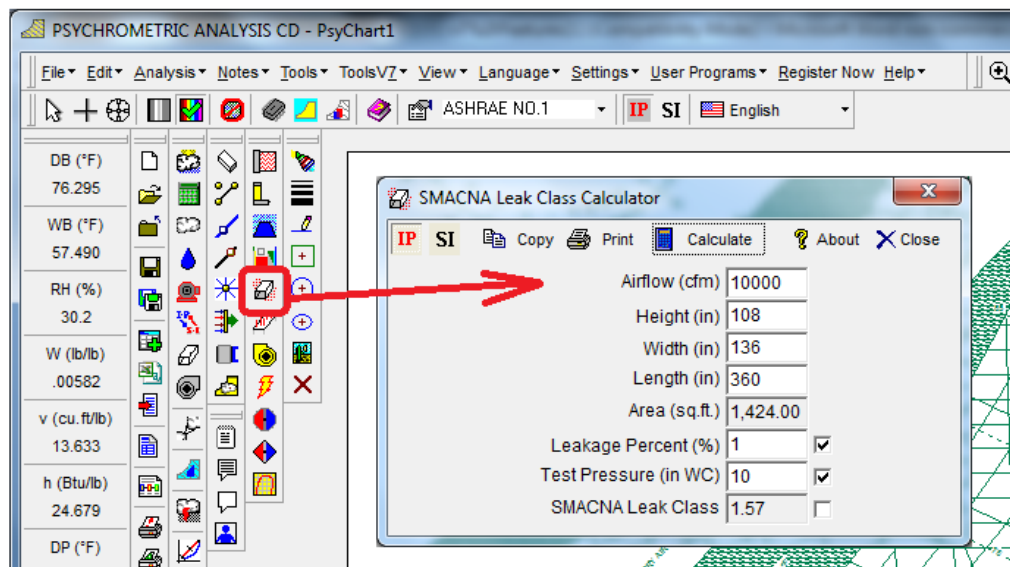 PSYCHROMETRIC ANALYSIS CD - PsyChart1
File Edit Analysis Notes Tools ToolsV7 View Language Settings User Programs Register Now Help
ASHRAE NO.1 IP SI English
DB (°F)
76.295
WB (°F)
57.490
RH (%)
30.2
W (lb/lb)
.00582
v (cu.ft/lb)
13.633
h (Btu/lb)
24.679
DP (°F)
SMACNA Leak Class Calculator
IP SI Copy Print Calculate About Close
Airflow (cfm) 10000
Height (in) 108
Width (in) 136
Length (in) 360
Area (sq.ft.) 1,424.00
Leakage Percent (%) 1
Test Pressure (in WC) 10
SMACNA Leak Class 1.57